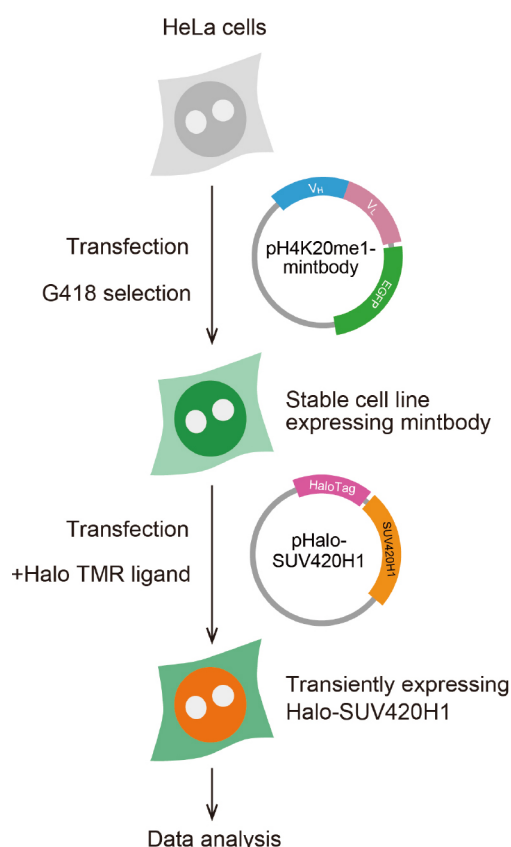 HeLa cells
Transfection
G418 selection
VH
VL
EGFP
pH4K20me1-
mintbody
Stable cell line
expressing mintbody
Transfection
+Halo TMR ligand
HaloTag
SUV420H1
pHalo-
SUV420H1
Transiently expressing
Halo-SUV420H1
Data analysis